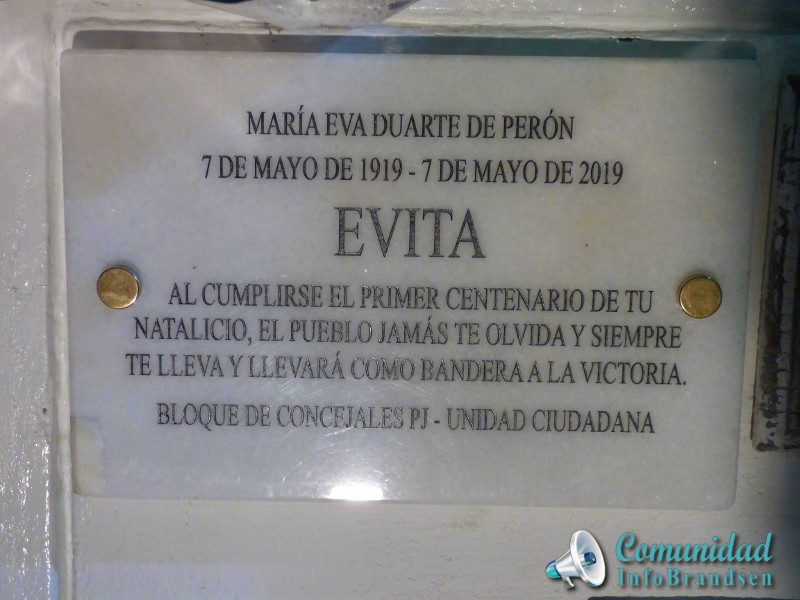 MARÍA EVA DUARTE DE PERÓN
7 DE MAYO DE 1919 - 7 DE MAYO DE 2019
EVITA
AL CUMPLIRSE EL PRIMER CENTENARIO DE TU
NATALICIO, EL PUEBLO JAMÁS TE OLVIDA Y SIEMPRE
TE LLEVA Y LLEVARÁ COMO BANDERA A LA VICTORIA.
BLOQUE DE CONCEJALES PJ - UNIDAD CIUDADANA
Comunidad
InfoBrandsen